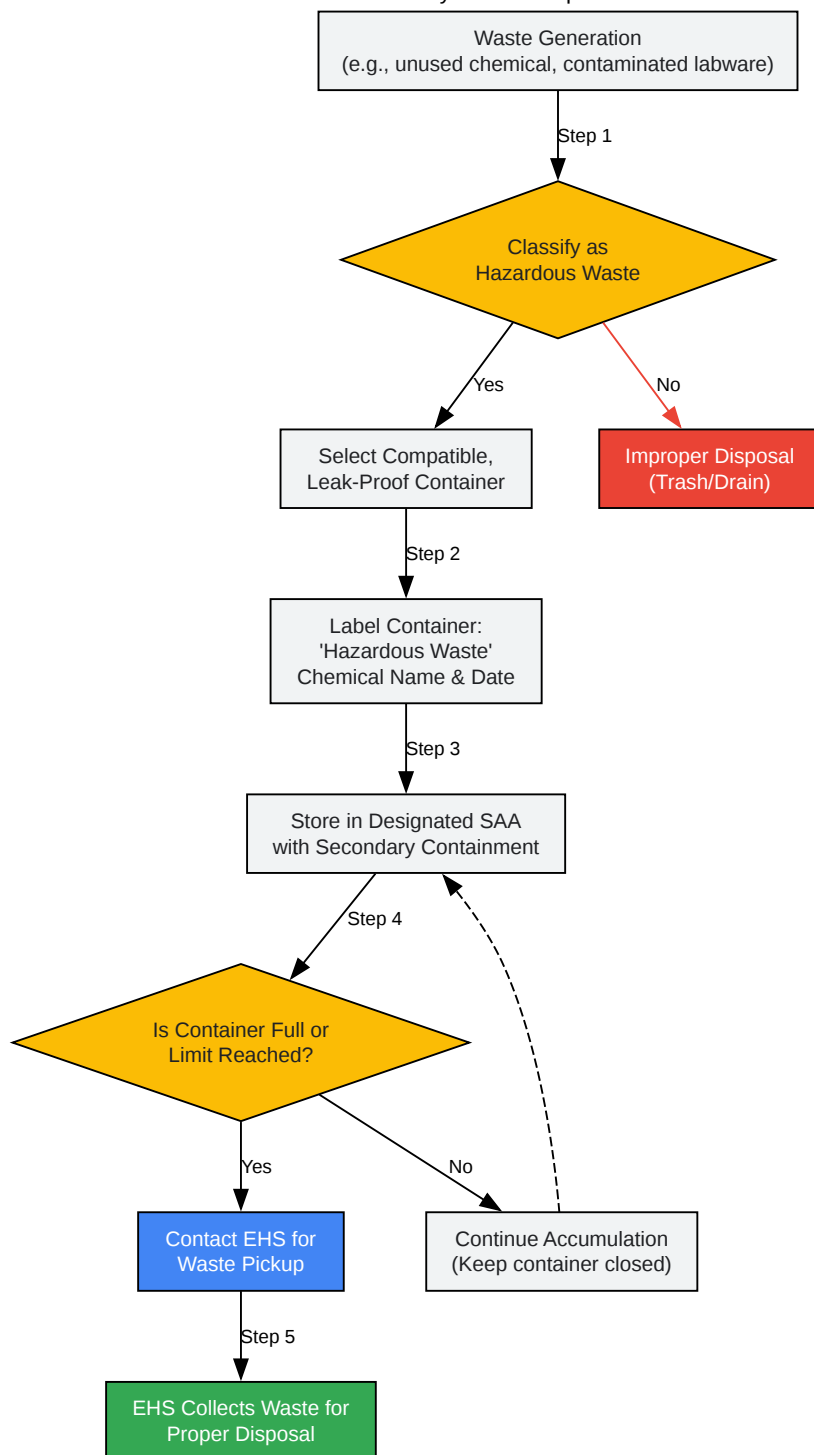 Waste Generation
(e.g., unused chemical, contaminated labware)
Step 1
Classify as
Hazardous Waste
Yes
No
Select Compatible,
Leak-Proof Container
Improper Disposal
(Trash/Drain)
Step 2
Label Container:
'Hazardous Waste'
Chemical Name & Date
Step 3
Store in Designated SAA
with Secondary Containment
Step 4
Is Container Full or
Limit Reached?
Yes
No
Contact EHS for
Waste Pickup
Continue Accumulation
(Keep container closed)
Step 5
EHS Collects Waste for
Proper Disposal